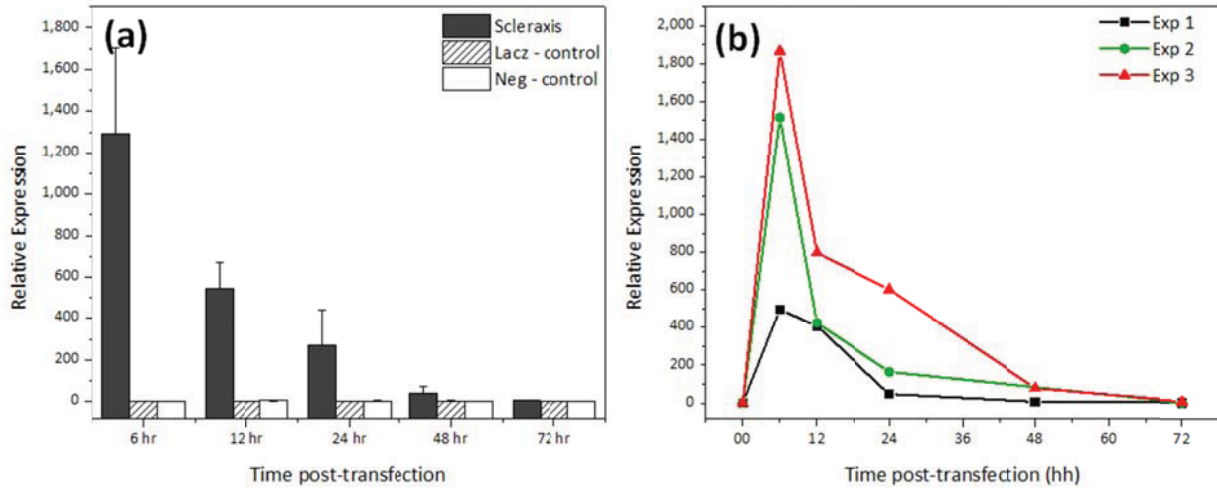 (a)
Scleraxis
Lacz - control
Neg - control
1,800
1,600
1,400
1,200
1,000
800
600
400
200
0
Relative Expression
6 hr 12 hr 24 hr 48 hr 72 hr
Time post-transfection
(b)
Exp 1
Exp 2
Exp 3
2,000
1,800
1,600
1,400
1,200
1,000
800
600
400
200
0
Relative Expression
00 12 24 36 48 60 72
Time post-transfection (hh)